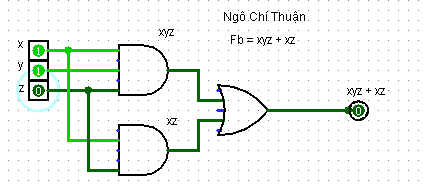 Ngô Chí Thuận
Fb = xyz + xz
xyz
x 1
y 1
z 0
xz
xyz + xz
0